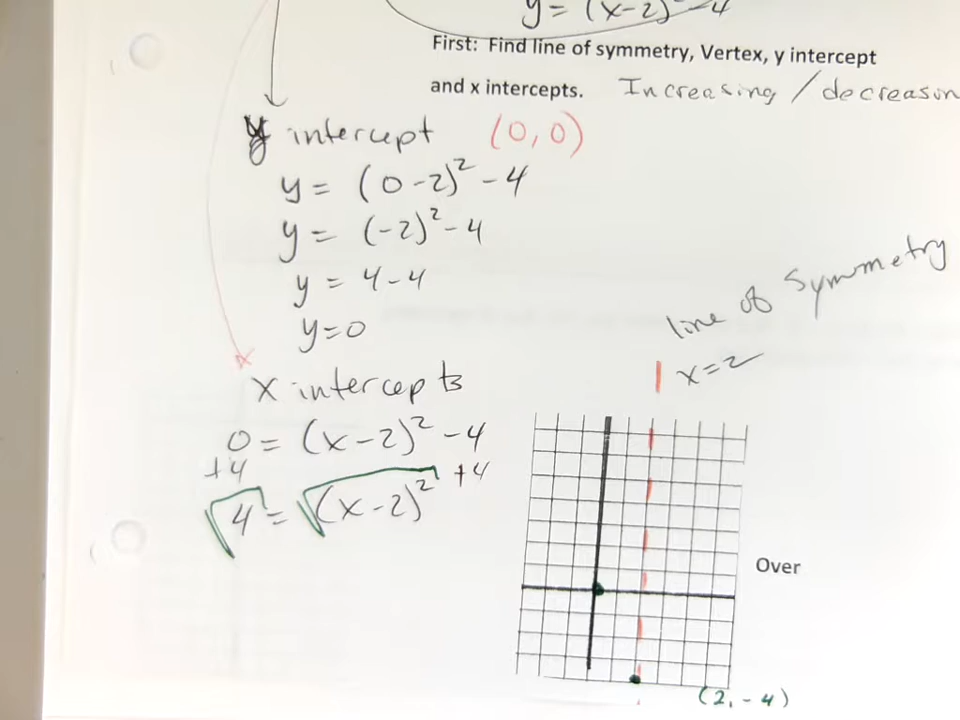 y = (x-2)² - 4
First: Find line of symmetry, Vertex, y intercept
and x intercepts. Increasing / decreasin
y intercept (0,0)
y = (0-2)² - 4
y = (-2)² - 4
y = 4-4
y=0
line of Symmetry
x=2
x intercepts
0 = (x-2)² - 4
+4 +4
√4 = √(x-2)²
Over
(2, -4)